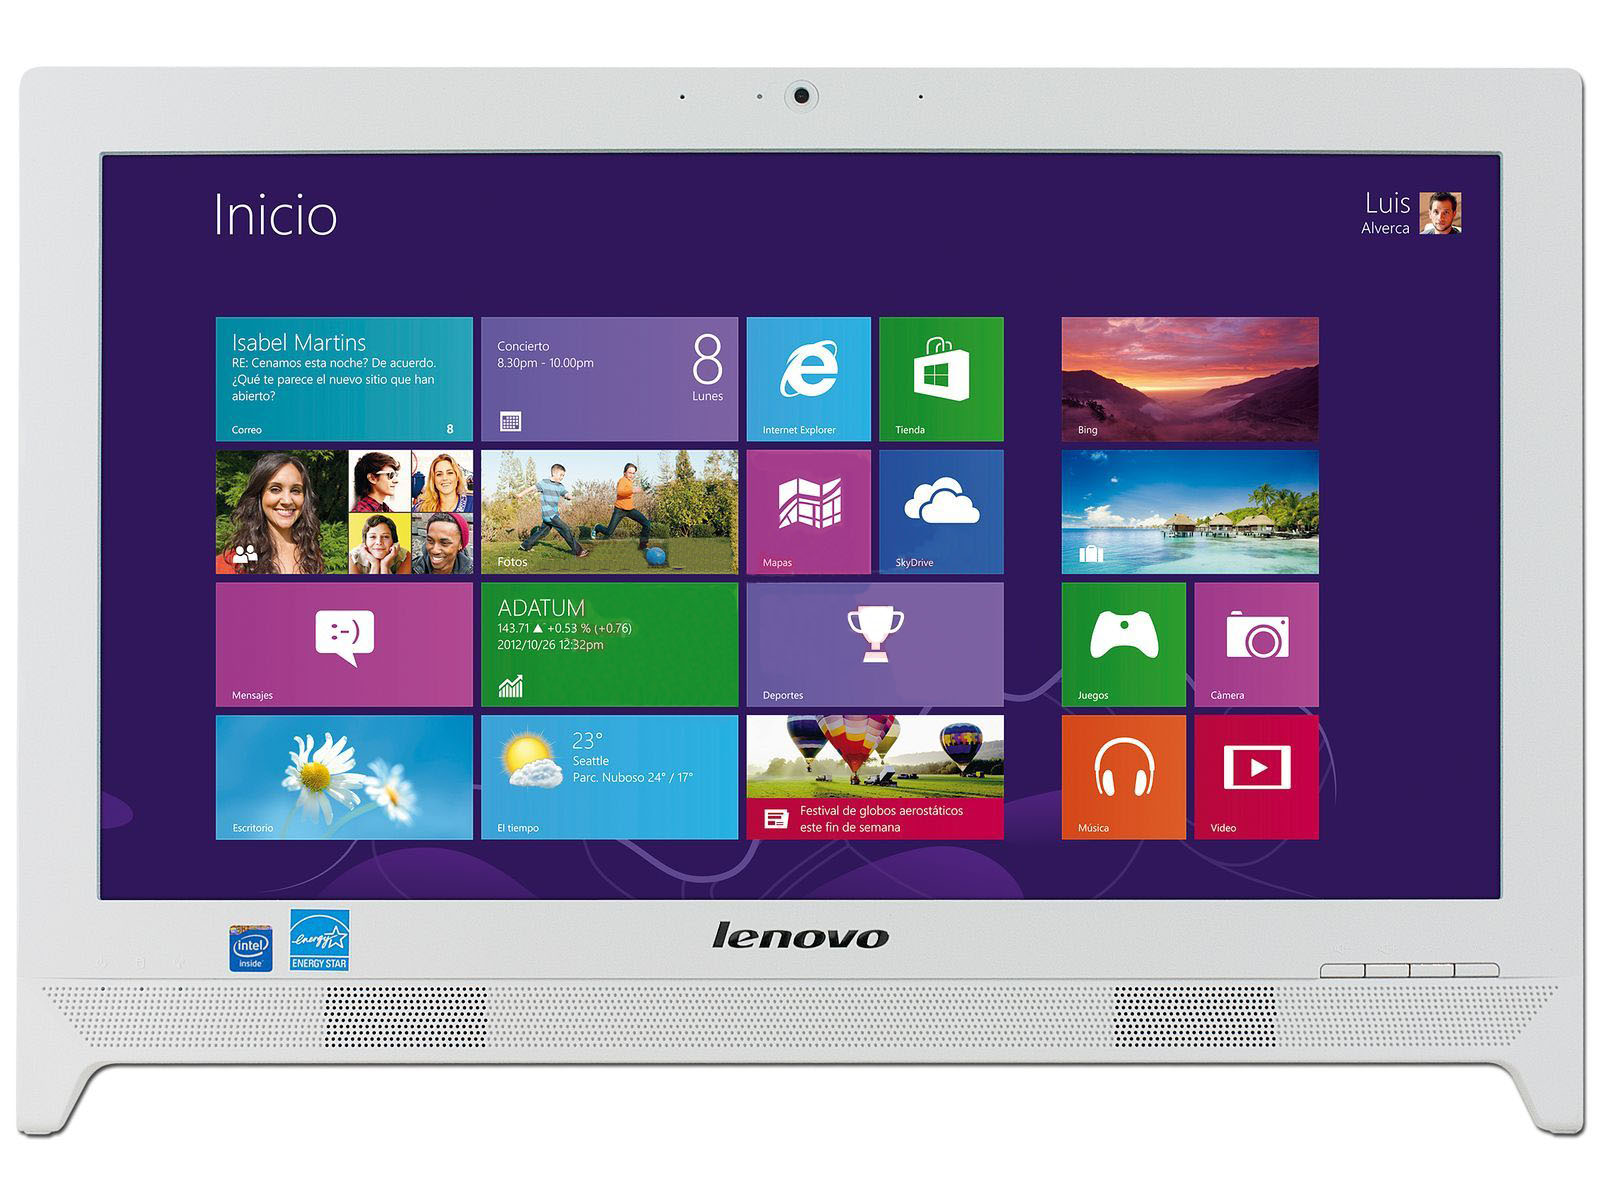 Inicio
Luis
Alverca
Isabel Martins
RE: Cenamos esta noche? De acuerdo.
¿Qué te parece el nuevo sitio que han
abierto?
Correo
8
Concierto
8.30pm - 10.00pm
8
Lunes
Internet Explorer
Tienda
Bing
Fotos
Mapas
SkyDrive
Mensajes
:-)
ADATUM
143.71 ▲ +0.53 % (+0.76)
2012/10/26 12:32pm
Deportes
Juegos
Càmera
Escritorio
23°
Seattle
Parc. Nuboso 24° / 17°
El tiempo
Festival de globos aerostáticos
este fin de semana
Música
Video
intel
inside
energy
ENERGY STAR
lenovo